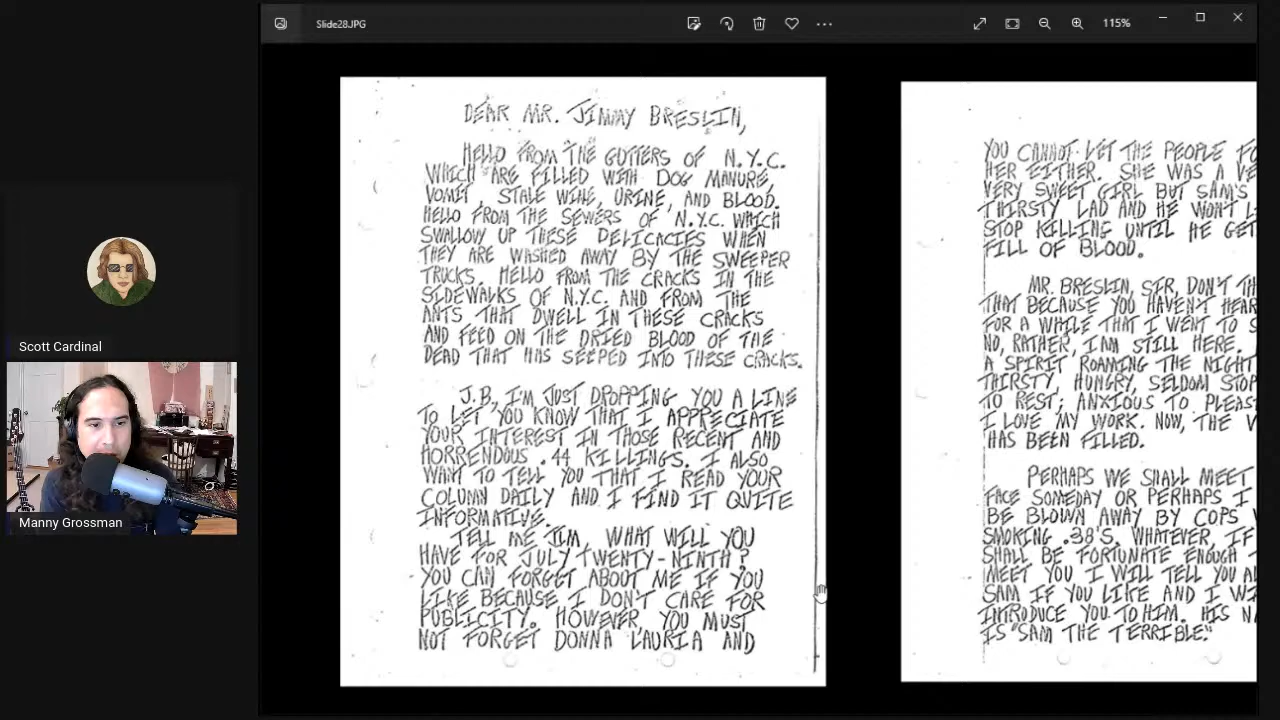 Slide28.JPG
115%
DEAR MR. JIMMY BRESLIN,
HELLO FROM THE GUTTERS OF N.Y.C.
WHICH ARE FILLED WITH DOG MANURE,
VOMIT, STALE WINE, URINE, AND BLOOD.
HELLO FROM THE SEWERS OF N.Y.C. WHICH
SWALLOW UP THESE DELICACIES WHEN
THEY ARE WASHED AWAY BY THE SWEEPER
TRUCKS. HELLO FROM THE CRACKS IN THE
SIDEWALKS OF N.Y.C. AND FROM THE
ANTS THAT DWELL IN THESE CRACKS
AND FEED ON THE DRIED BLOOD OF THE
DEAD THAT HAS SEEPED INTO THESE CRACKS.
J.B., I'M JUST DROPPING YOU A LINE
TO LET YOU KNOW THAT I APPRECIATE
YOUR INTEREST IN THOSE RECENT AND
HORRENDOUS .44 KILLINGS. I ALSO
WANT TO TELL YOU THAT I READ YOUR
COLUMN DAILY AND I FIND IT QUITE
INFORMATIVE.
TELL ME JIM, WHAT WILL YOU
HAVE FOR JULY TWENTY-NINTH?
YOU CAN FORGET ABOUT ME IF YOU
LIKE BECAUSE I DON'T CARE FOR
PUBLICITY. HOWEVER, YOU MUST
NOT FORGET DONNA LAURIA AND
YOU CANNOT LET THE PEOPLE FO
HER EITHER. SHE WAS A VE
VERY SWEET GIRL BUT SAM'S
THIRSTY LAD AND HE WON'T L
STOP KILLING UNTIL HE GET
FILL OF BLOOD.
MR. BRESLIN, SIR, DON'T TH
THAT BECAUSE YOU HAVEN'T HEAR
FOR A WHILE THAT I WENT TO S
NO, RATHER, I AM STILL HERE.
A SPIRIT ROAMING THE NIGHT
THIRSTY, HUNGRY, SELDOM STOP
TO REST; ANXIOUS TO PLEAS
I LOVE MY WORK. NOW, THE V
HAS BEEN FILLED.
PERHAPS WE SHALL MEET
FACE SOMEDAY OR PERHAPS I
BE BLOWN AWAY BY COPS W
SMOKING .38'S. WHATEVER, IF
SHALL BE FORTUNATE ENOUGH T
MEET YOU I WILL TELL YOU AL
SAM IF YOU LIKE AND I WI
INTRODUCE YOU TO HIM. HIS NA
IS "SAM THE TERRIBLE."
Scott Cardinal
Manny Grossman